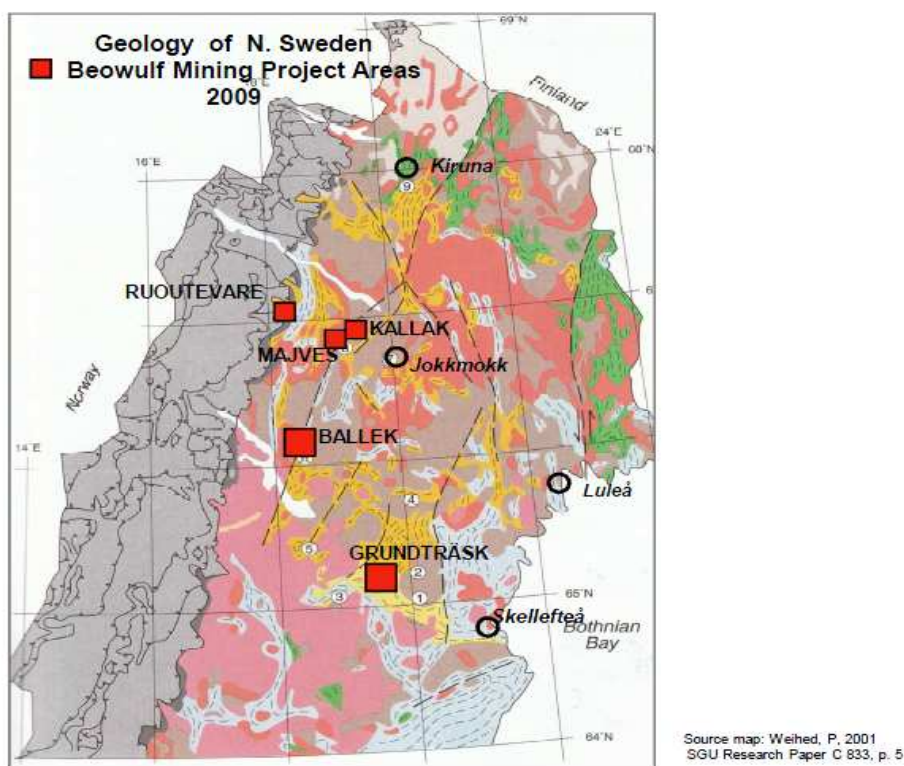 Geology of N. Sweden
Beowulf Mining Project Areas
2009
69°N
Finland
24°E
16°E
Kiruna
9
RUOUTEVARE
KALLAK
MAJVES
Jokkmokk
Norway
BALLEK
14°E
Luleå
4
5
GRUNDTRÄSK
2
3
1
65°N
Skellefteå
Bothnian
Bay
64°N
Source map: Weihed, P, 2001
SGU Research Paper C 833, p. 5